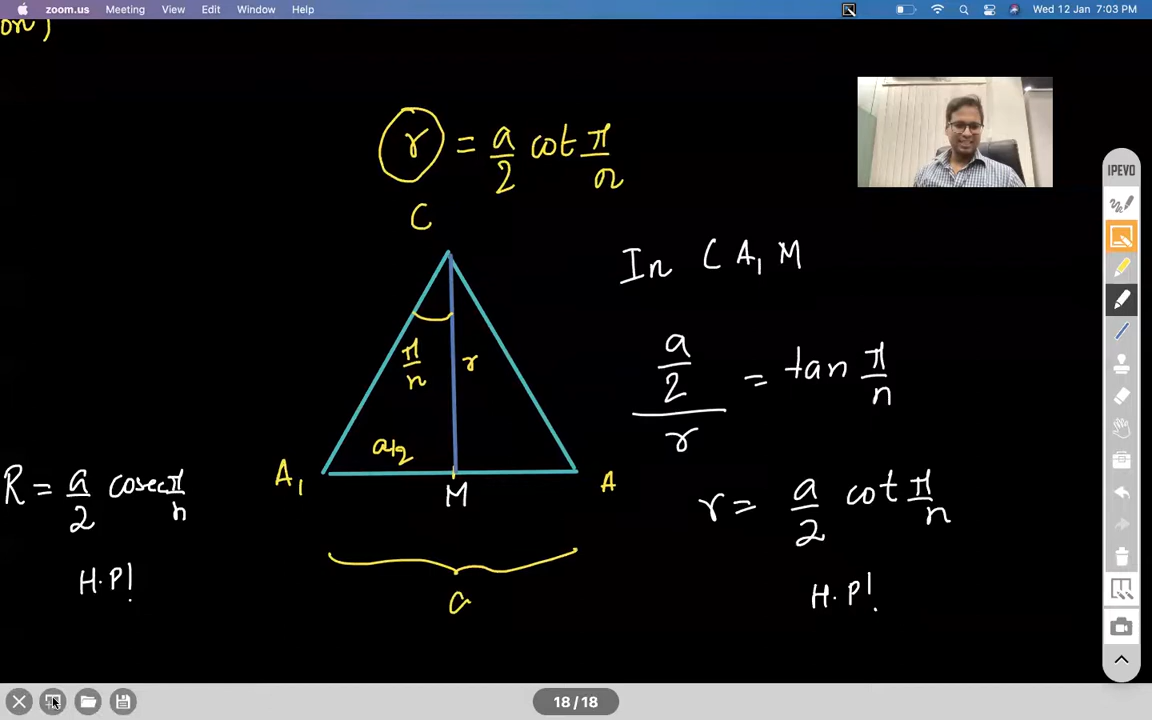 zoom.us Meeting View Edit Window Help Wed 12 Jan 7:03 PM
on)
r = a/2 cot π/n
C
In C A₁ M
IPEVO
π/n r
a/2 / r = tan π/n
a/2
A₁ M A
R = a/2 cosec π/n
r = a/2 cot π/n
H.P!
a
H.P!
18 / 18